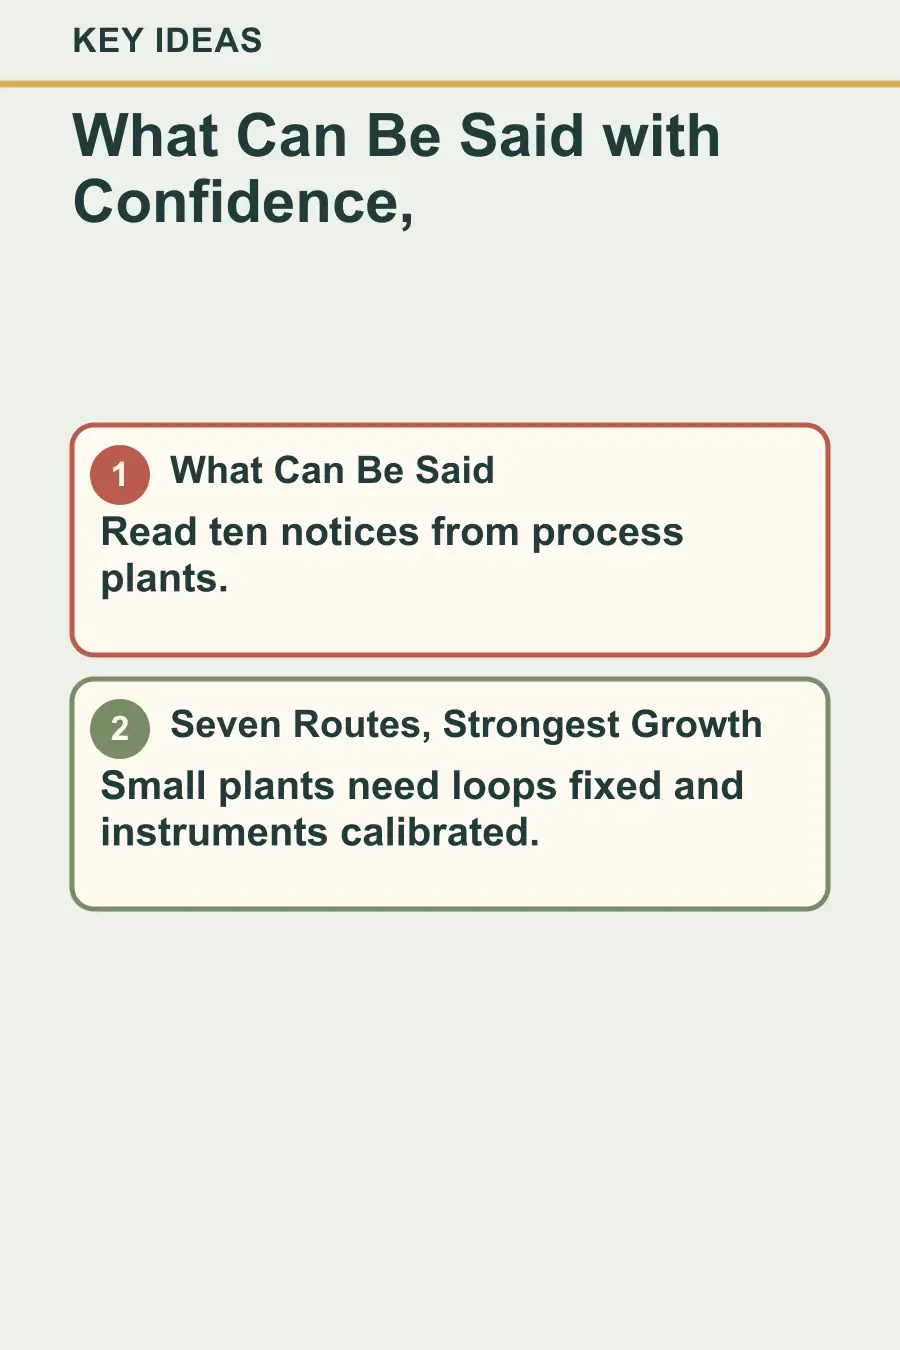 KEY IDEAS
What Can Be Said with
Confidence,
1 What Can Be Said
Read ten notices from process
plants.
2 Seven Routes, Strongest Growth
Small plants need loops fixed and
instruments calibrated.